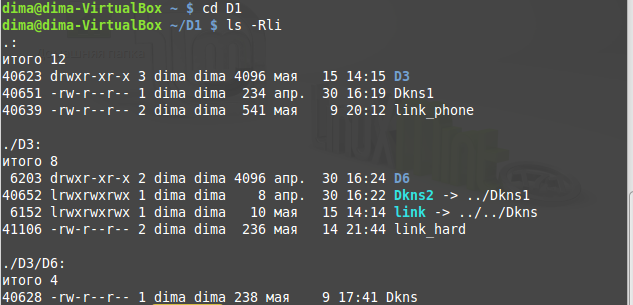 dima@dima-VirtualBox ~ $ cd D1
dima@dima-VirtualBox ~/D1 $ ls -Rli
.:
итого 12
40623 drwxr-xr-x 3 dima dima 4096 мая   15 14:15 D3
40651 -rw-r--r-- 1 dima dima  234 апр.  30 16:19 Dkns1
40639 -rw-r--r-- 2 dima dima  541 мая    9 20:12 link_phone

./D3:
итого 8
 6203 drwxr-xr-x 2 dima dima 4096 апр.  30 16:24 D6
40652 lrwxrwxrwx 1 dima dima    8 апр.  30 16:22 Dkns2 -> ../Dkns1
 6152 lrwxrwxrwx 1 dima dima   10 мая   15 14:14 link -> ../../Dkns
41106 -rw-r--r-- 2 dima dima  236 мая   14 21:44 link_hard

./D3/D6:
итого 4
40628 -rw-r--r-- 1 dima dima 238 мая    9 17:41 Dkns